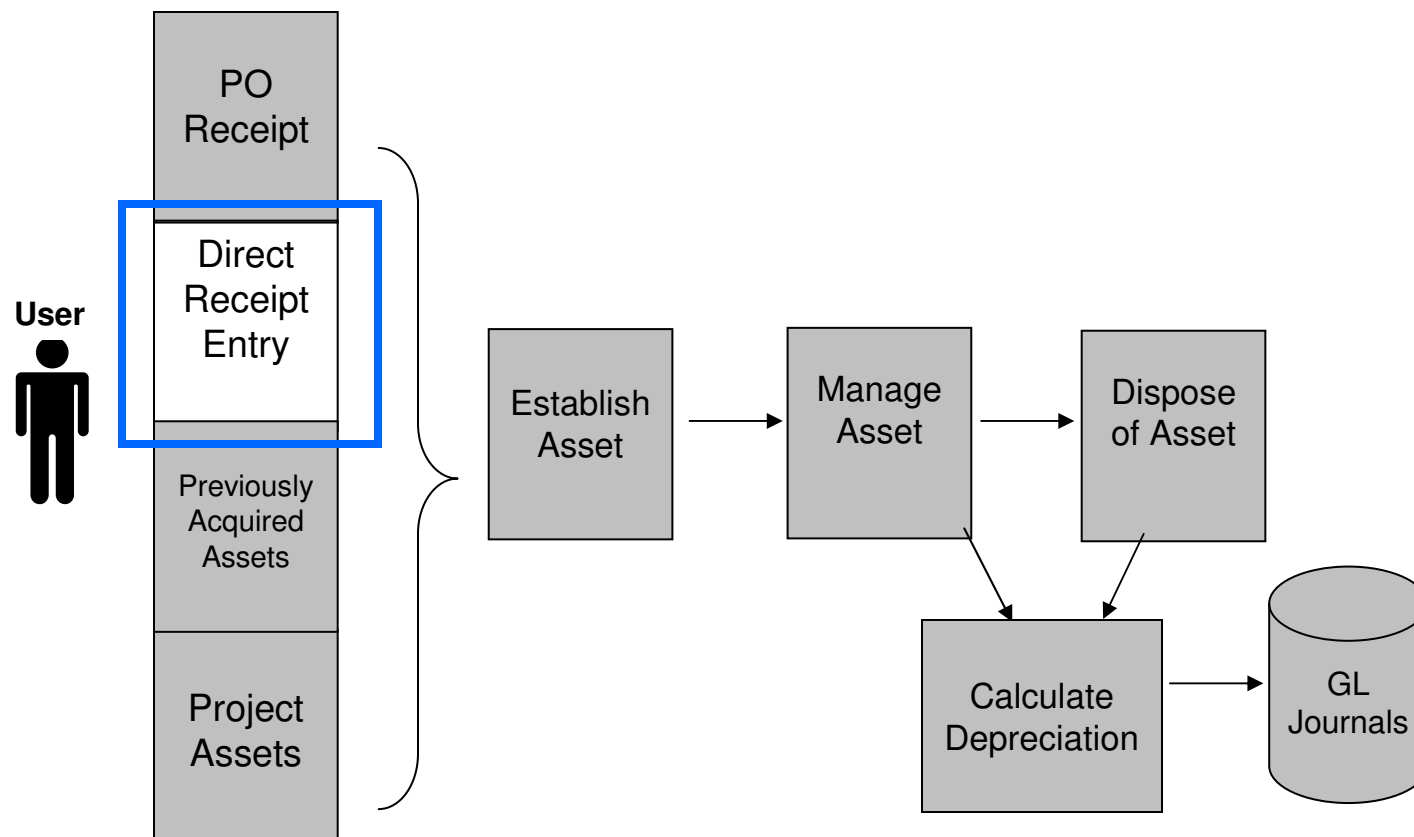 PO
Receipt
Direct
Receipt
Entry
User
Previously
Acquired
Assets
Project
Assets
Establish
Asset
Manage
Asset
Dispose
of Asset
Calculate
Depreciation
GL
Journals